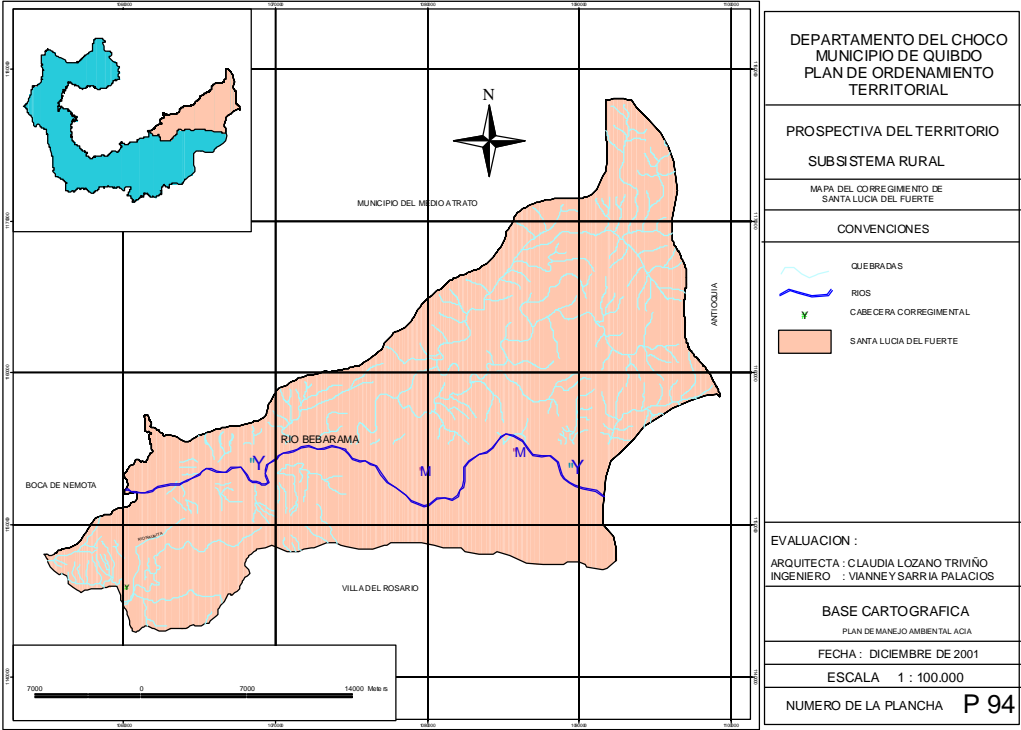 N
MUNICIPIO DEL MEDIO ATRATO
ANTIOQUIA
RIO BEBARAMA
"Y
"M
"M
"Y
BOCA DE NEMOTA
Y
VILLA DEL ROSARIO
7000 0 7000 14000 Meters
DEPARTAMENTO DEL CHOCO
MUNICIPIO DE QUIBDO
PLAN DE ORDENAMIENTO
TERRITORIAL
PROSPECTIVA DEL TERRITORIO
SUBSISTEMA RURAL
MAPA DEL CORREGIMIENTO DE
SANTA LUCIA DEL FUERTE
CONVENCIONES
QUEBRADAS
RIOS
Y CABECERA CORREGIMENTAL
SANTA LUCIA DEL FUERTE
EVALUACION :
ARQUITECTA : CLAUDIA LOZANO TRIVIÑO
INGENIERO : VIANNEY SARRIA PALACIOS
BASE CARTOGRAFICA
PLAN DE MANEJO AMBIENTAL ACIA
FECHA : DICIEMBRE DE 2001
ESCALA 1 : 100.000
NUMERO DE LA PLANCHA P 94